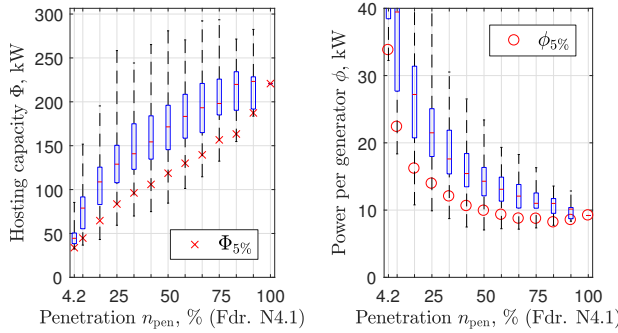 Hosting capacity Φ, kW
300
250
200
150
100
50
0
4.2 25 50 75 100
Penetration n_pen, % (Fdr. N4.1)
Φ5%
Power per generator ϕ, kW
40
30
20
10
0
4.2 25 50 75 100
Penetration n_pen, % (Fdr. N4.1)
ϕ5%